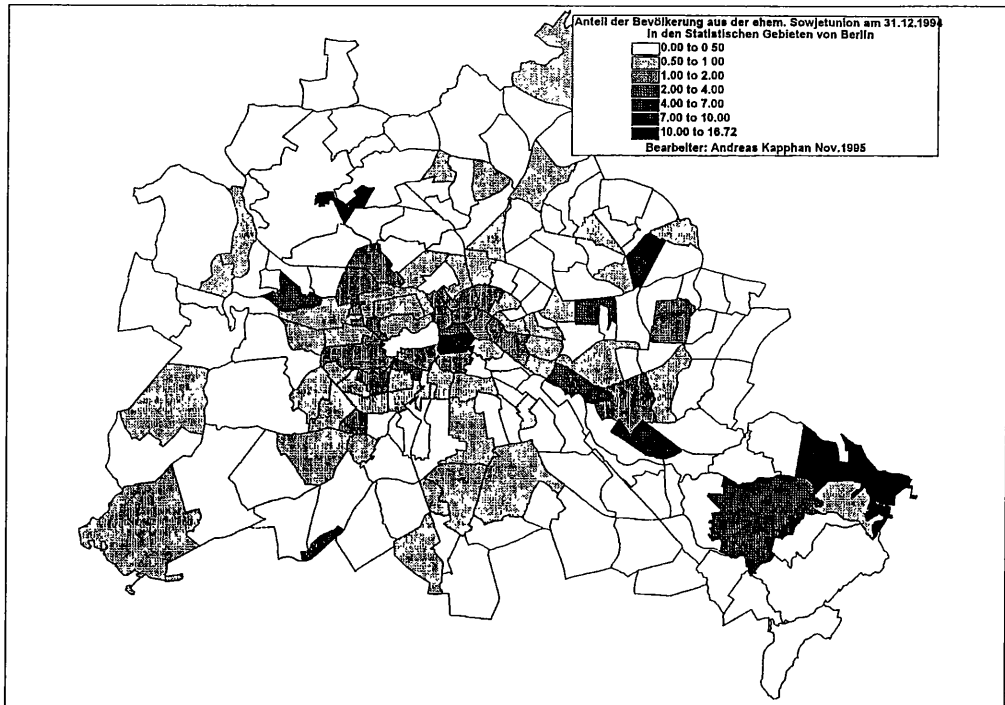 Anteil der Bevölkerung aus der ehem. Sowjetunion am 31.12.1994
in den Statistischen Gebieten von Berlin
0.00 to 0 50
0.50 to 1 00
1.00 to 2.00
2.00 to 4.00
4.00 to 7.00
7.00 to 10.00
10.00 to 16.72
Bearbeiter: Andreas Kapphan Nov.1995